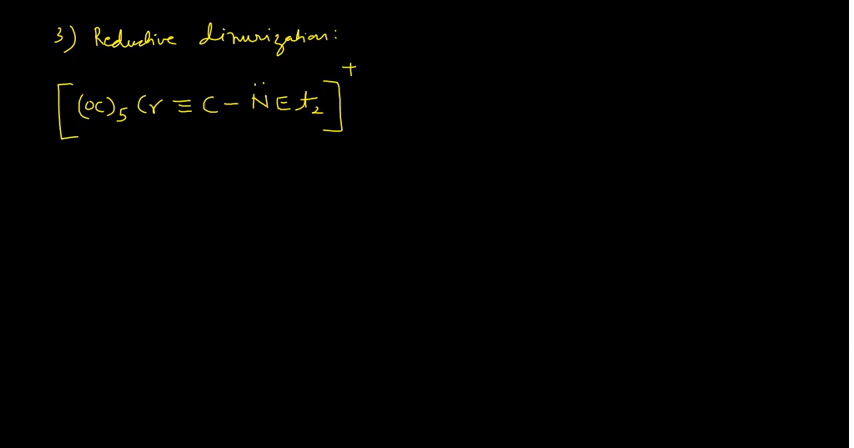 3) Reductive dimerization:
[(OC)₅ Cr ≡ C – N̈ Et₂]⁺